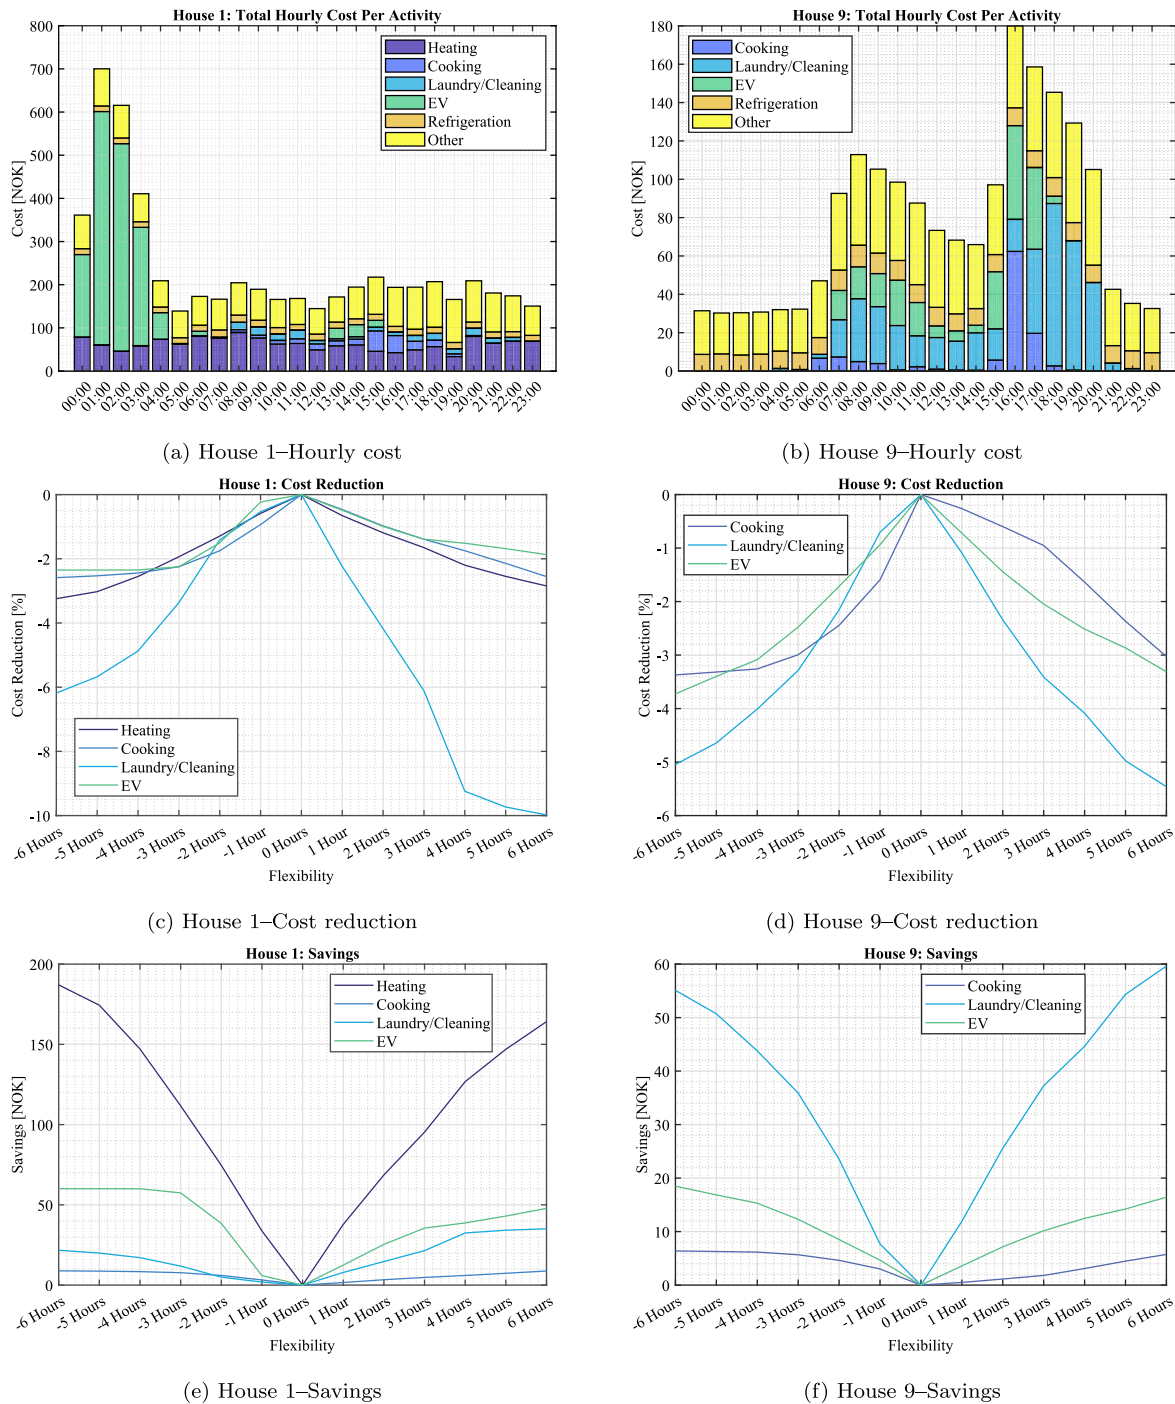 House 1: Total Hourly Cost Per Activity
800
700
600
500
400
300
200
100
0
Cost [NOK]
Heating
Cooking
Laundry/Cleaning
EV
Refrigeration
Other
00:00
01:00
02:00
03:00
04:00
05:00
06:00
07:00
08:00
09:00
10:00
11:00
12:00
13:00
14:00
15:00
16:00
17:00
18:00
19:00
20:00
21:00
22:00
23:00
(a) House 1–Hourly cost
House 9: Total Hourly Cost Per Activity
180
160
140
120
100
80
60
40
20
0
Cost [NOK]
Cooking
Laundry/Cleaning
EV
Refrigeration
Other
00:00
01:00
02:00
03:00
04:00
05:00
06:00
07:00
08:00
09:00
10:00
11:00
12:00
13:00
14:00
15:00
16:00
17:00
18:00
19:00
20:00
21:00
22:00
23:00
(b) House 9–Hourly cost
House 1: Cost Reduction
0
-2
-4
-6
-8
-10
Cost Reduction [%]
Heating
Cooking
Laundry/Cleaning
EV
-6 Hours
-5 Hours
-4 Hours
-3 Hours
-2 Hours
-1 Hour
0 Hour
1 Hour
2 Hours
3 Hours
4 Hours
5 Hours
6 Hours
Flexibility
(c) House 1–Cost reduction
House 9: Cost Reduction
0
-1
-2
-3
-4
-5
-6
Cost Reduction [%]
Cooking
Laundry/Cleaning
EV
-6 Hours
-5 Hours
-4 Hours
-3 Hours
-2 Hours
-1 Hour
0 Hour
1 Hour
2 Hours
3 Hours
4 Hours
5 Hours
6 Hours
Flexibility
(d) House 9–Cost reduction
House 1: Savings
200
150
100
50
0
Savings [NOK]
Heating
Cooking
Laundry/Cleaning
EV
-6 Hours
-5 Hours
-4 Hours
-3 Hours
-2 Hours
-1 Hour
0 Hour
1 Hour
2 Hours
3 Hours
4 Hours
5 Hours
6 Hours
Flexibility
(e) House 1–Savings
House 9: Savings
60
50
40
30
20
10
0
Savings [NOK]
Cooking
Laundry/Cleaning
EV
-6 Hours
-5 Hours
-4 Hours
-3 Hours
-2 Hours
-1 Hour
0 Hour
1 Hour
2 Hours
3 Hours
4 Hours
5 Hours
6 Hours
Flexibility
(f) House 9–Savings